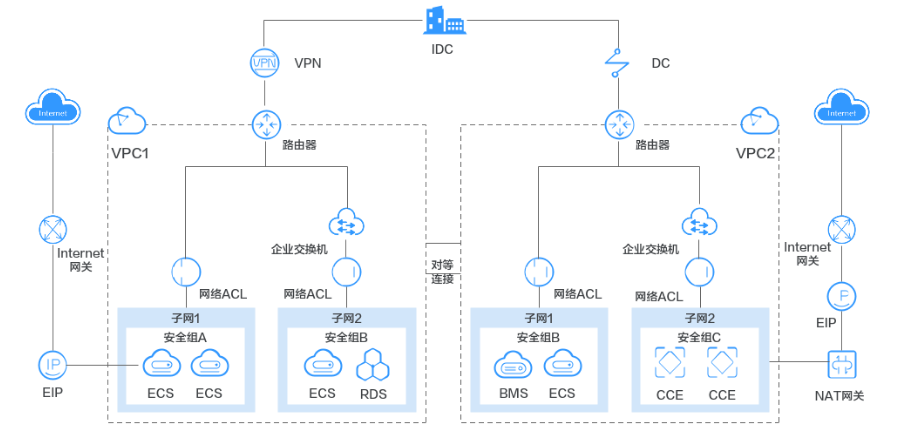 IDC
VPN
VPN
DC
Internet
Internet
VPC1
路由器
路由器
VPC2
Internet
网关
企业交换机
对等
连接
企业交换机
Internet
网关
网络ACL
网络ACL
网络ACL
网络ACL
子网1
安全组A
ECS
ECS
子网2
安全组B
ECS
RDS
子网1
安全组B
BMS
ECS
子网2
安全组C
CCE
CCE
IP
EIP
P
EIP
NAT网关